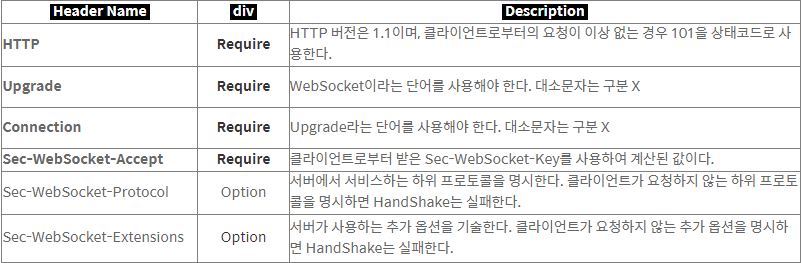 Header Name div Description
HTTP Require HTTP 버전은 1.1이며, 클라이언트로부터의 요청이 이상 없는 경우 101을 상태코드로 사
용한다.
Upgrade Require WebSocket이라는 단어를 사용해야 한다. 대소문자는 구분 X
Connection Require Upgrade라는 단어를 사용해야 한다. 대소문자는 구분 X
Sec-WebSocket-Accept Require 클라이언트로부터 받은 Sec-WebSocket-Key를 사용하여 계산된 값이다.
Sec-WebSocket-Protocol Option 서버에서 서비스하는 하위 프로토콜을 명시한다. 클라이언트가 요청하지 않는 하위 프로토
콜을 명시하면 HandShake는 실패한다.
Sec-WebSocket-Extensions Option 서버가 사용하는 추가 옵션을 기술한다. 클라이언트가 요청하지 않는 추가 옵션을 명시하
면 HandShake는 실패한다.